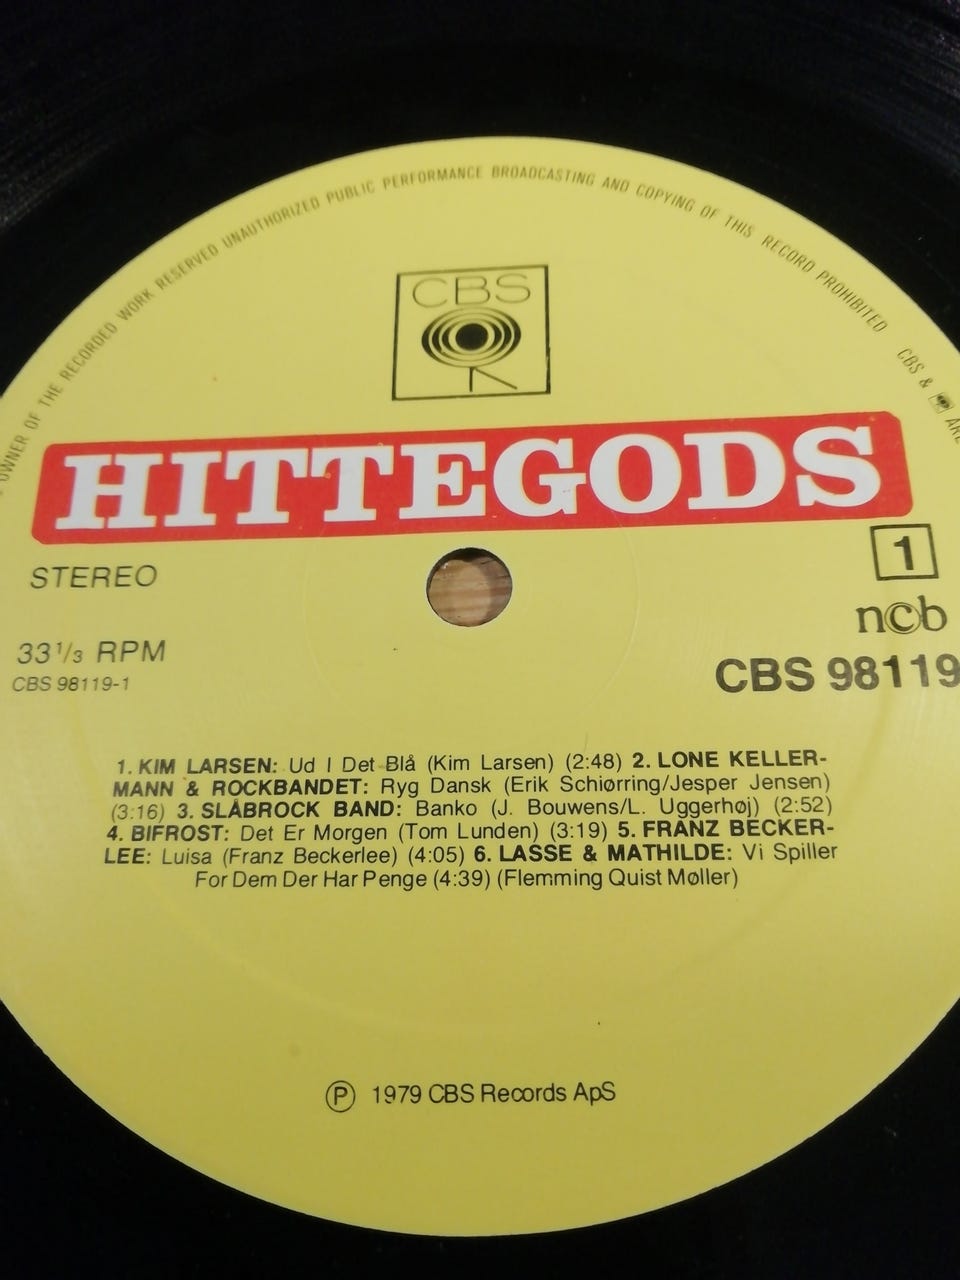 OWNER OF THE RECORDED WORK RESERVED UNAUTHORIZED PUBLIC PERFORMANCE BROADCASTING AND COPYING OF THIS RECORD PROHIBITED CBS &
CBS
HITTEGODS
STEREO
1
ncb
33 1/3 RPM
CBS 98119
CBS 98119-1
1. KIM LARSEN: Ud I Det Blå (Kim Larsen) (2:48) 2. LONE KELLER-
MANN & ROCKBANDET: Ryg Dansk (Erik Schiørring/Jesper Jensen)
(3:16) 3. SLÅBROCK BAND: Banko (J. Bouwens/L. Uggerhøj) (2:52)
4. BIFROST: Det Er Morgen (Tom Lunden) (3:19) 5. FRANZ BECKER-
LEE: Luisa (Franz Beckerlee) (4:05) 6. LASSE & MATHILDE: Vi Spiller
For Dem Der Har Penge (4:39) (Flemming Quist Møller)
Ⓟ 1979 CBS Records ApS